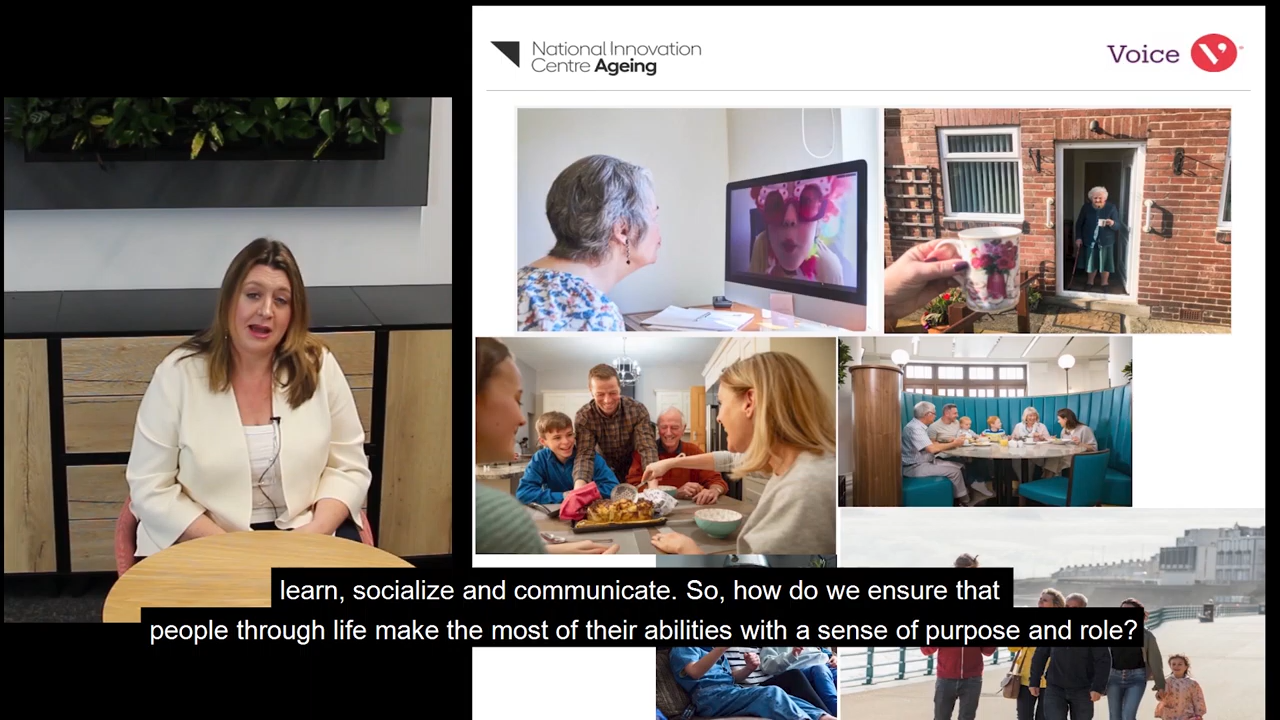 National Innovation
Centre Ageing
Voice
learn, socialize and communicate. So, how do we ensure that
people through life make the most of their abilities with a sense of purpose and role?